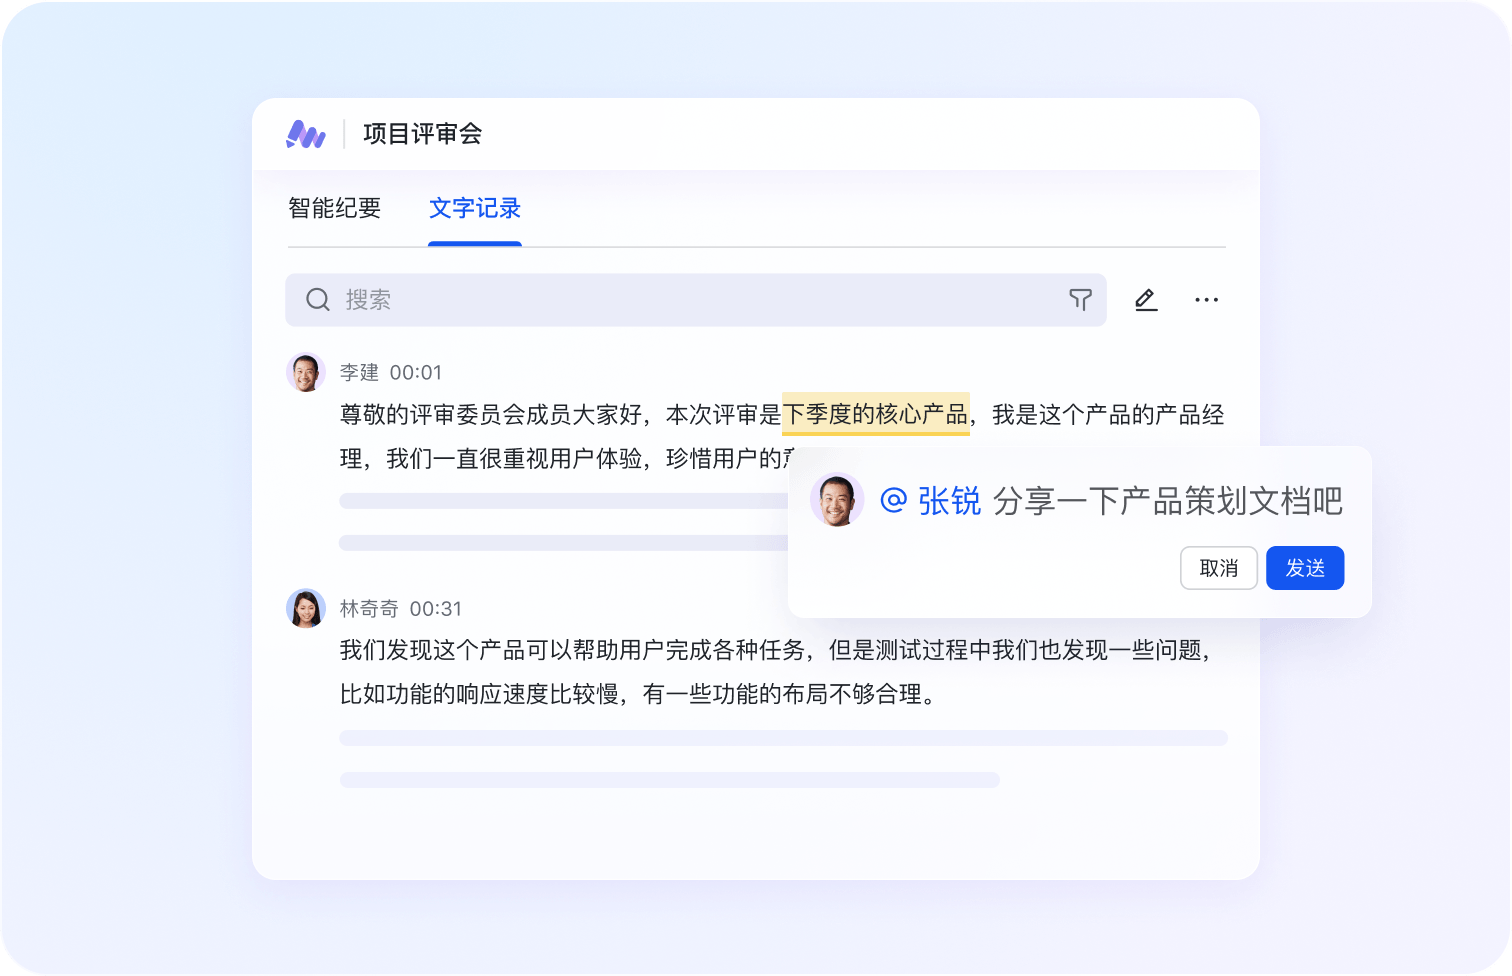 项目评审会
智能纪要
文字记录
搜索
李建 00:01
尊敬的评审委员会成员大家好，本次评审是下季度的核心产品，我是这个产品的产品经
理，我们一直很重视用户体验，珍惜用户的
@ 张锐 分享一下产品策划文档吧
取消
发送
林奇奇 00:31
我们发现这个产品可以帮助用户完成各种任务，但是测试过程中我们也发现一些问题，
比如功能的响应速度比较慢，有一些功能的布局不够合理。